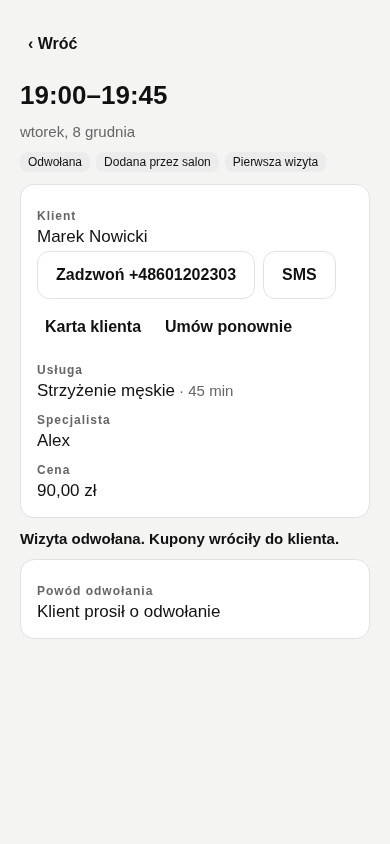 ‹ Wróć
19:00–19:45
wtorek, 8 grudnia
Odwołana Dodana przez salon Pierwsza wizyta
Klient
Marek Nowicki
Zadzwoń +48601202303 SMS
Karta klienta Umów ponownie
Usługa
Strzyżenie męskie · 45 min
Specjalista
Alex
Cena
90,00 zł
Wizyta odwołana. Kupony wróciły do klienta.
Powód odwołania
Klient prosił o odwołanie